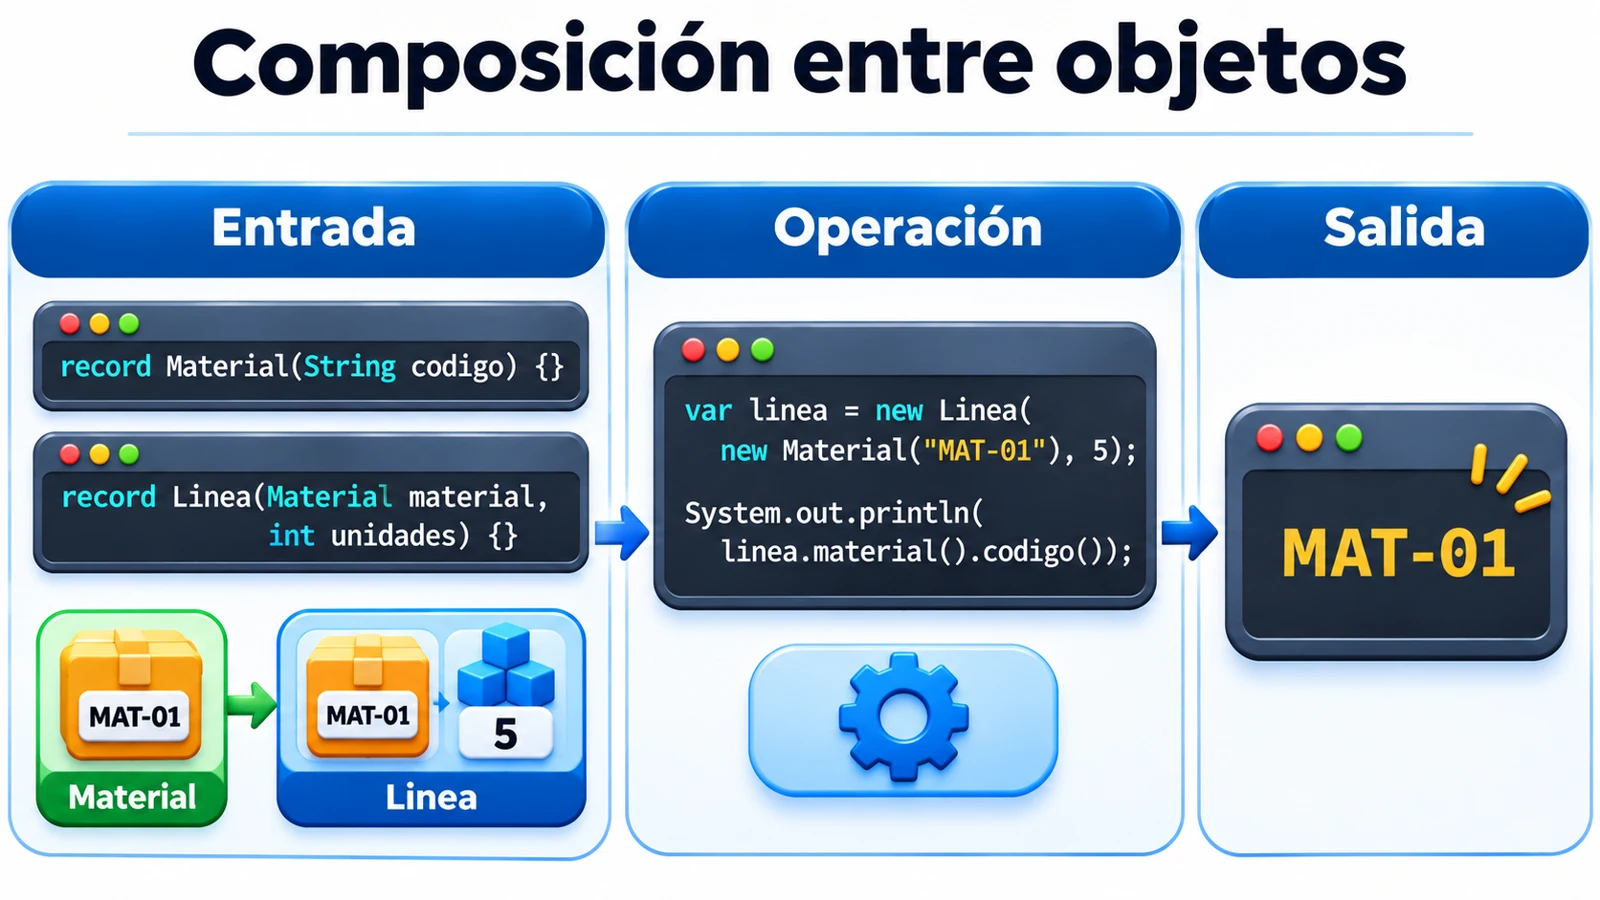 Composición entre objetos
Entrada
record Material(String codigo) {}
record Linea(Material material,
int unidades) {}
MAT-01
Material
MAT-01
5
Linea
Operación
var linea = new Linea(
new Material("MAT-01"), 5);
System.out.println(
linea.material().codigo());
Salida
MAT-01